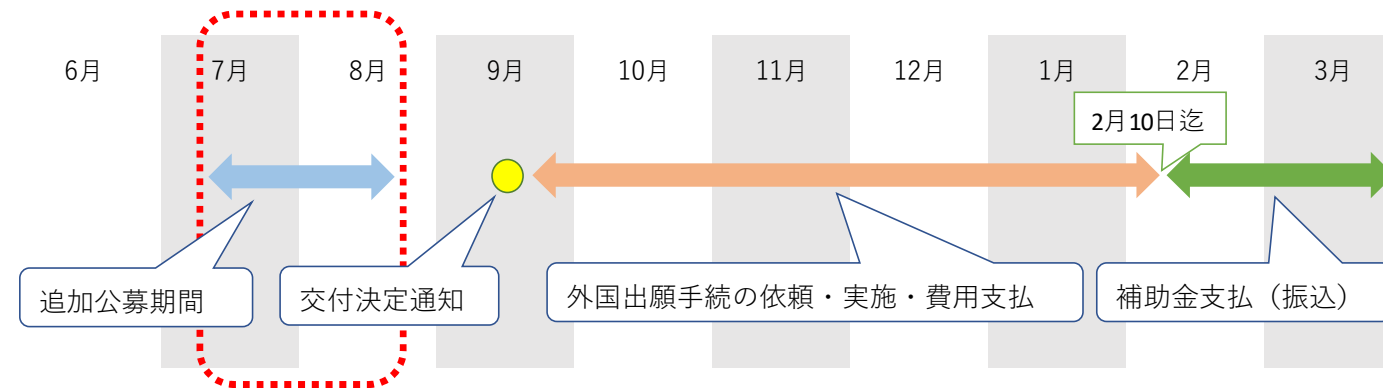 6月 7月 8月 9月 10月 11月 12月 1月 2月 3月
2月10日迄
追加公募期間
交付決定通知
外国出願手続の依頼・実施・費用支払
補助金支払（振込）